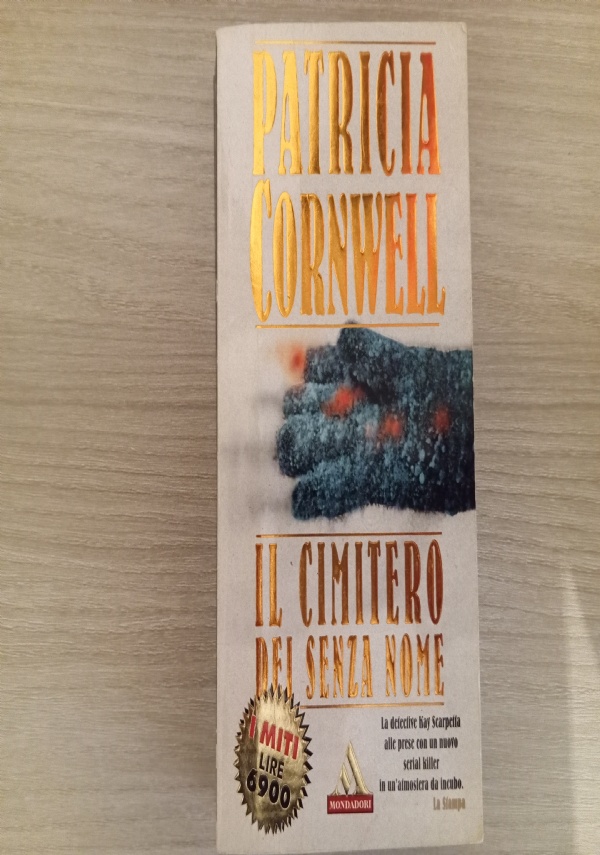 PATRICIA
CORNWELL
IL CIMITERO
DEI SENZA NOME
I MITI
LIRE
6900
MONDADORI
La detective Kay Scarpetta
alle prese con un nuovo
serial killer
in un'atmosfera da incubo.
La Stampa